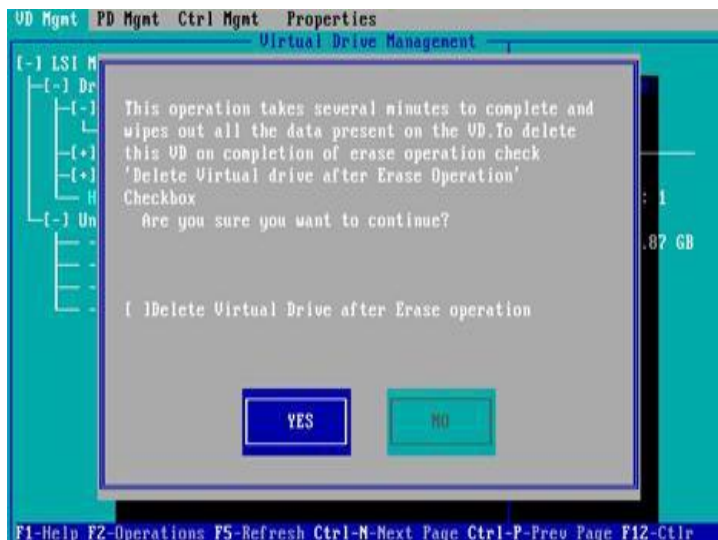 VD Mgmt PD Mgmt Ctrl Mgmt Properties
Virtual Drive Management
[-] LSI M
[-] Dr
[-]
This operation takes several minutes to complete and
wipes out all the data present on the VD.To delete
[+] this VD on completion of erase operation check
[+] 'Delete Virtual drive after Erase Operation'
H Checkbox : 1
[-] Un Are you sure you want to continue?
.87 GB
[ ]Delete Virtual Drive after Erase operation
YES NO
F1-Help F2-Operations F5-Refresh Ctrl-N-Next Page Ctrl-P-Prev Page F12-Ctlr